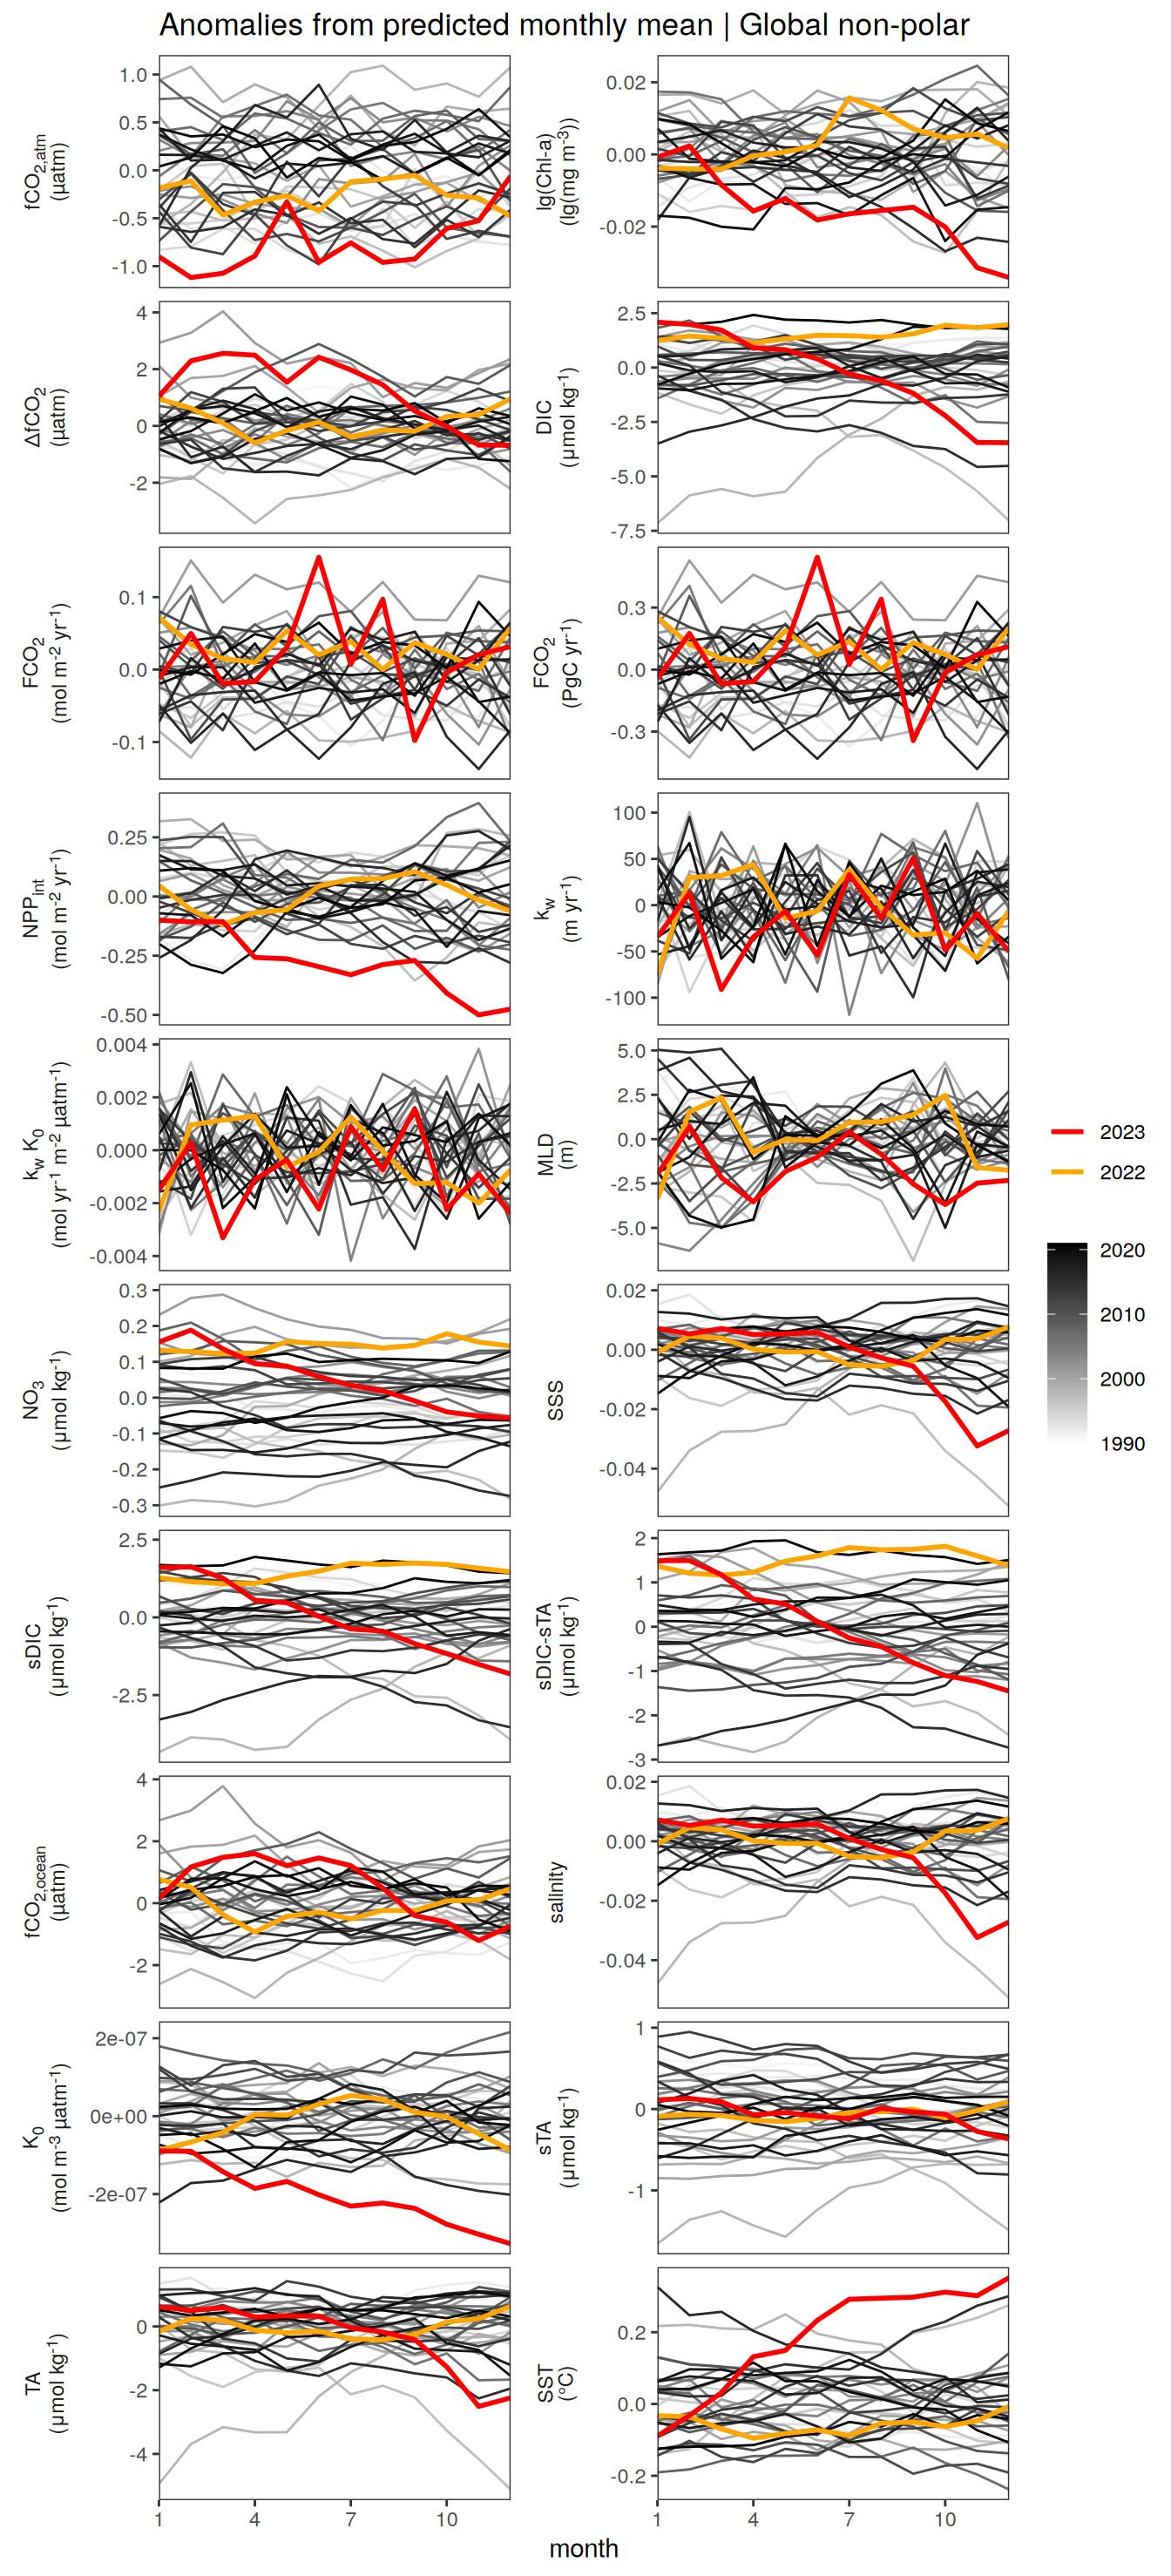 Anomalies from predicted monthly mean | Global non-polar
fCO2,atm
(µatm)
1.0
0.5
0.0
-0.5
-1.0
lg(Chl-a)
(lg(mg m-3))
0.02
0.00
-0.02
ΔfCO2
(µatm)
4
2
0
-2
DIC
(µmol kg-1)
2.5
0.0
-2.5
-5.0
-7.5
FCO2
(mol m-2 yr-1)
0.1
0.0
-0.1
FCO2
(PgC yr-1)
0.3
0.0
-0.3
NPPint
(mol m-2 yr-1)
0.25
0.00
-0.25
-0.50
kw
(m yr-1)
100
50
0
-50
-100
kw K0
(mol yr-1 m-2 µatm-1)
0.004
0.002
0.000
-0.002
-0.004
MLD
(m)
5.0
2.5
0.0
-2.5
-5.0
2023
2022
2020
2010
2000
1990
NO3
(µmol kg-1)
0.3
0.2
0.1
0.0
-0.1
-0.2
-0.3
SSS
0.02
0.00
-0.02
-0.04
sDIC
(µmol kg-1)
2.5
0.0
-2.5
sDIC-sTA
(µmol kg-1)
2
1
0
-1
-2
-3
fCO2,ocean
(µatm)
4
2
0
-2
salinity
0.02
0.00
-0.02
-0.04
K0
(mol m-3 µatm-1)
2e-07
0e+00
-2e-07
sTA
(µmol kg-1)
1
0
-1
TA
(µmol kg-1)
0
-2
-4
SST
(°C)
0.2
0.0
-0.2
1 4 7 10
1 4 7 10
month